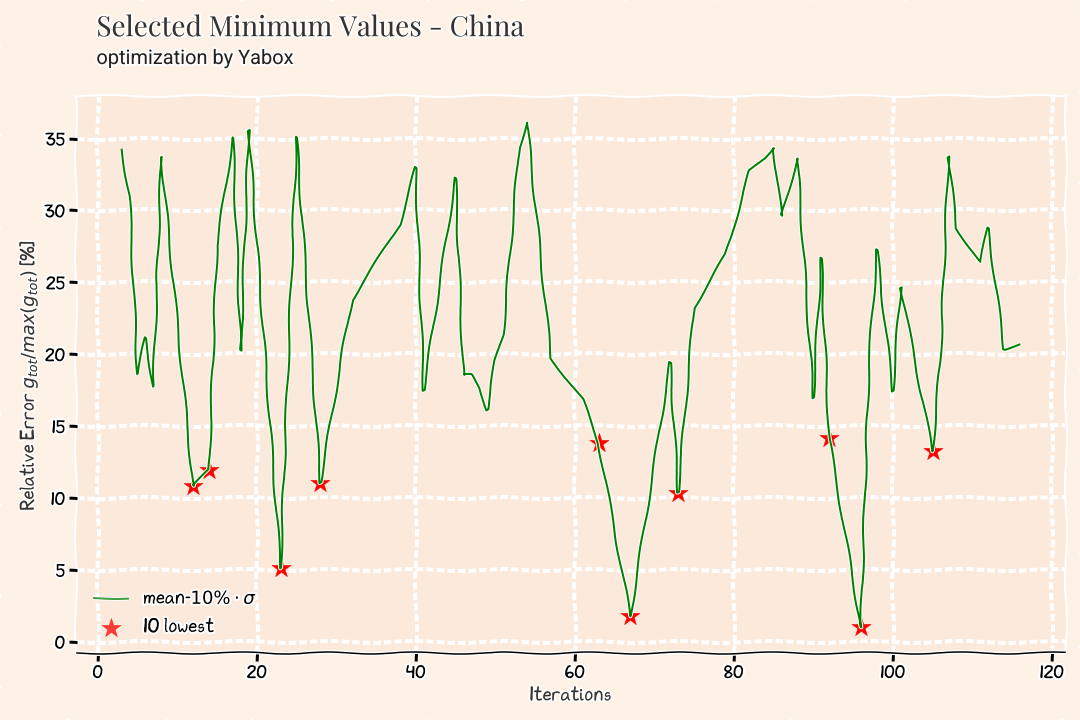 Selected Minimum Values - China
optimization by Yabox
Relative Error g_tot/max(g_tot) [%]
35
30
25
20
15
10
5
0
mean-10% · σ
10 lowest
0 20 40 60 80 100 120
Iterations